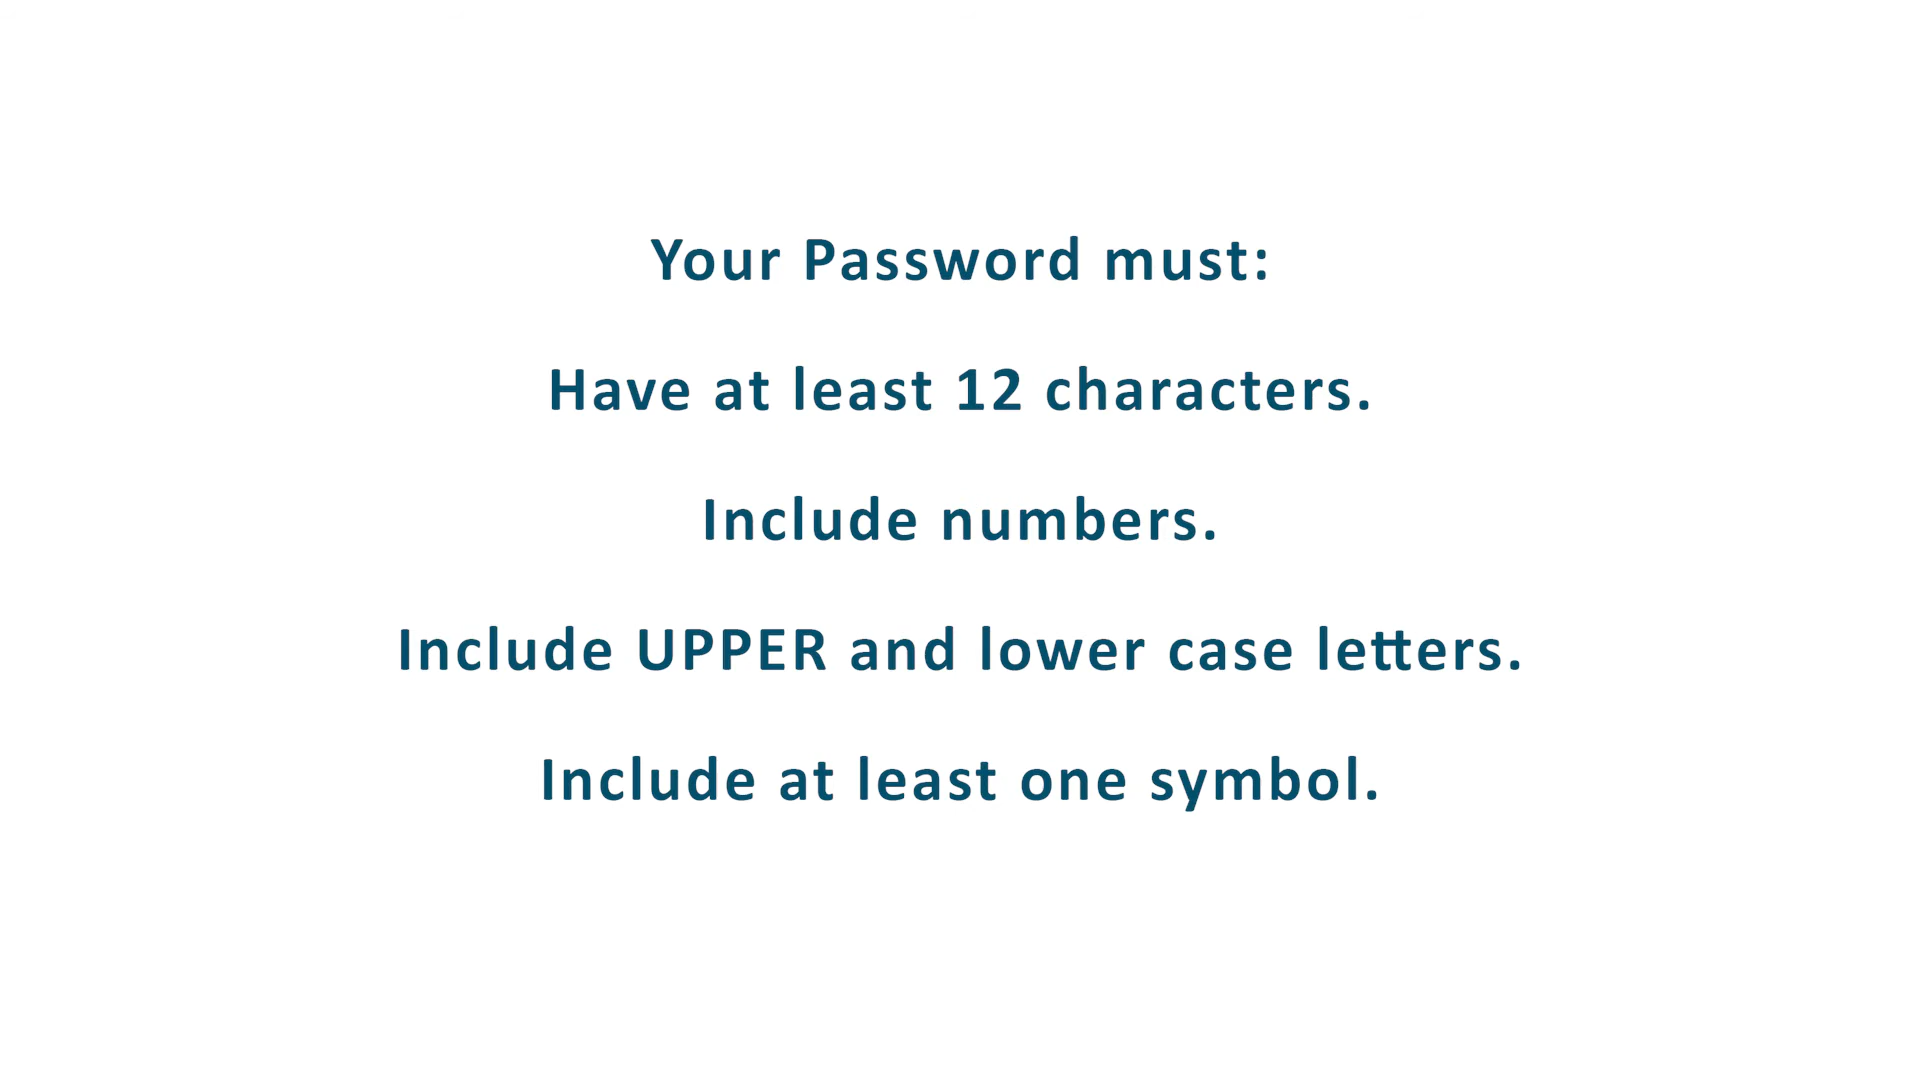 Your Password must:
Have at least 12 characters.
Include numbers.
Include UPPER and lower case letters.
Include at least one symbol.